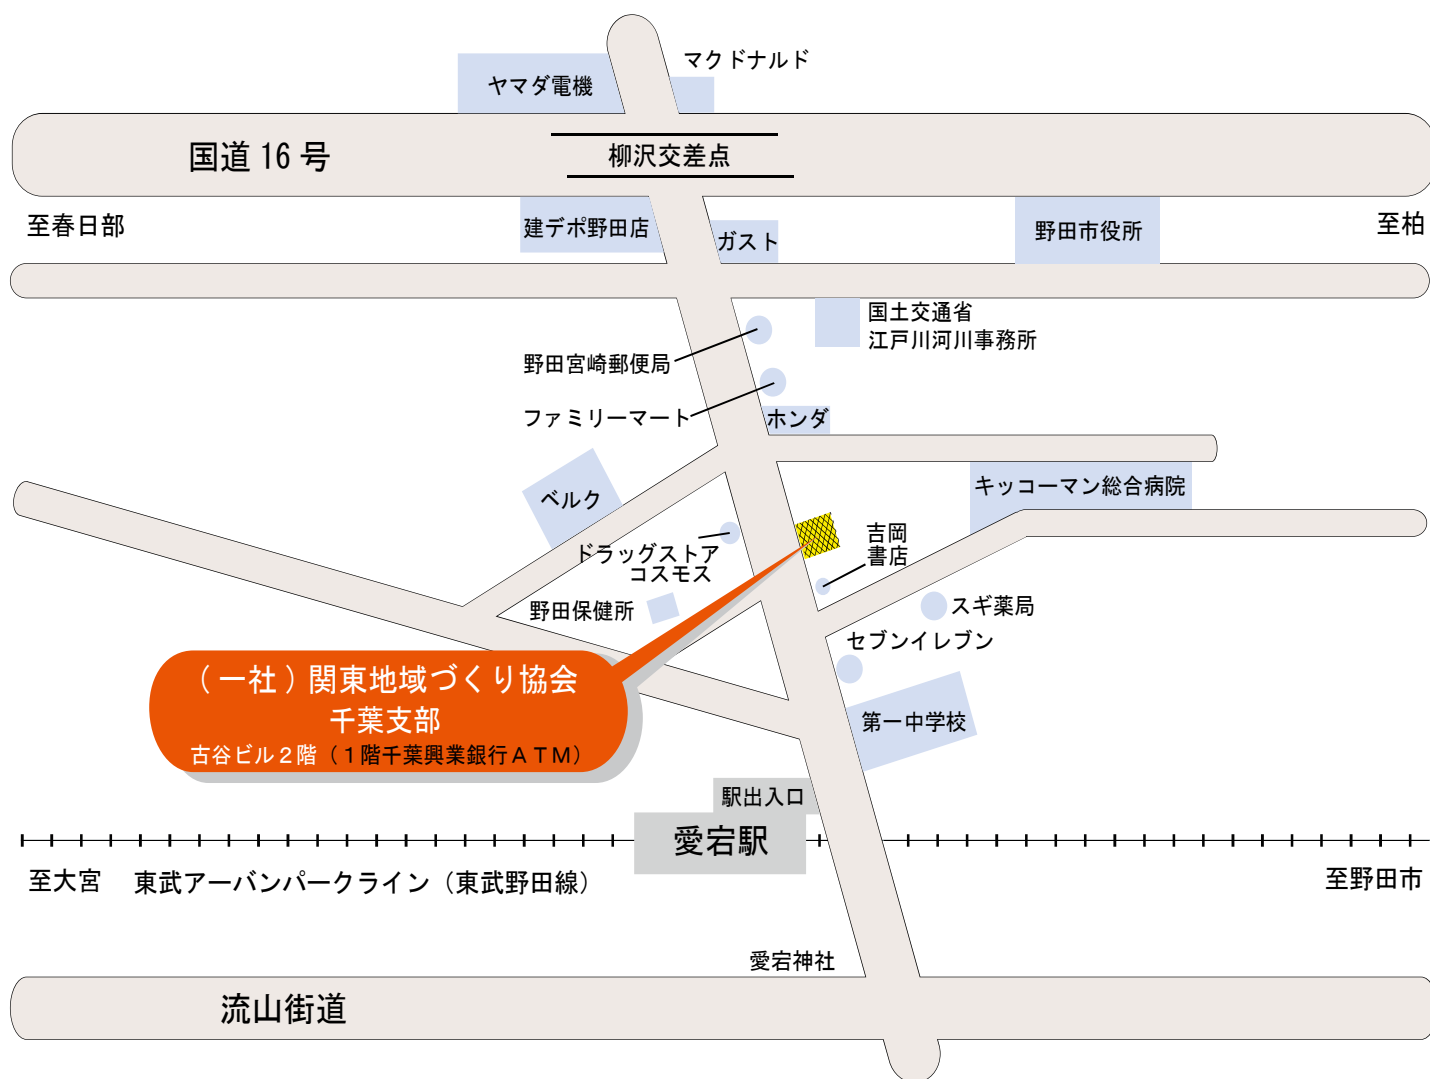 マクドナルド
ヤマダ電機
国道16号
柳沢交差点
至春日部
建デポ野田店
ガスト
野田市役所
至柏
国土交通省
江戸川河川事務所
野田宮崎郵便局
ファミリーマート
ホンダ
ベルク
キッコーマン総合病院
吉岡
書店
ドラッグストア
コスモス
野田保健所
スギ薬局
セブンイレブン
(一社)関東地域づくり協会
千葉支部
古谷ビル2階(1階千葉興業銀行ATM)
第一中学校
駅出入口
愛宕駅
至大宮
東武アーバンパークライン(東武野田線)
至野田市
愛宕神社
流山街道